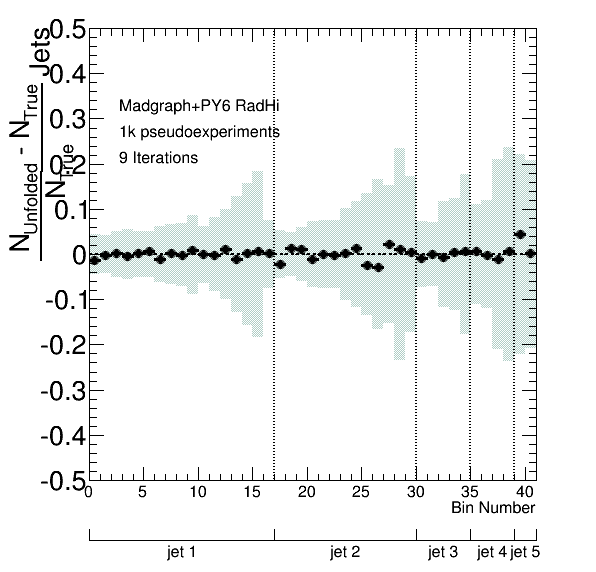 N_Unfolded - N_True Jets
N_True
0.5
0.4
0.3
0.2
0.1
0
-0.1
-0.2
-0.3
-0.4
-0.5
Madgraph+PY6 RadHi
1k pseudoexperiments
9 Iterations
0 5 10 15 20 25 30 35 40
Bin Number
jet 1 jet 2 jet 3 jet 4 jet 5